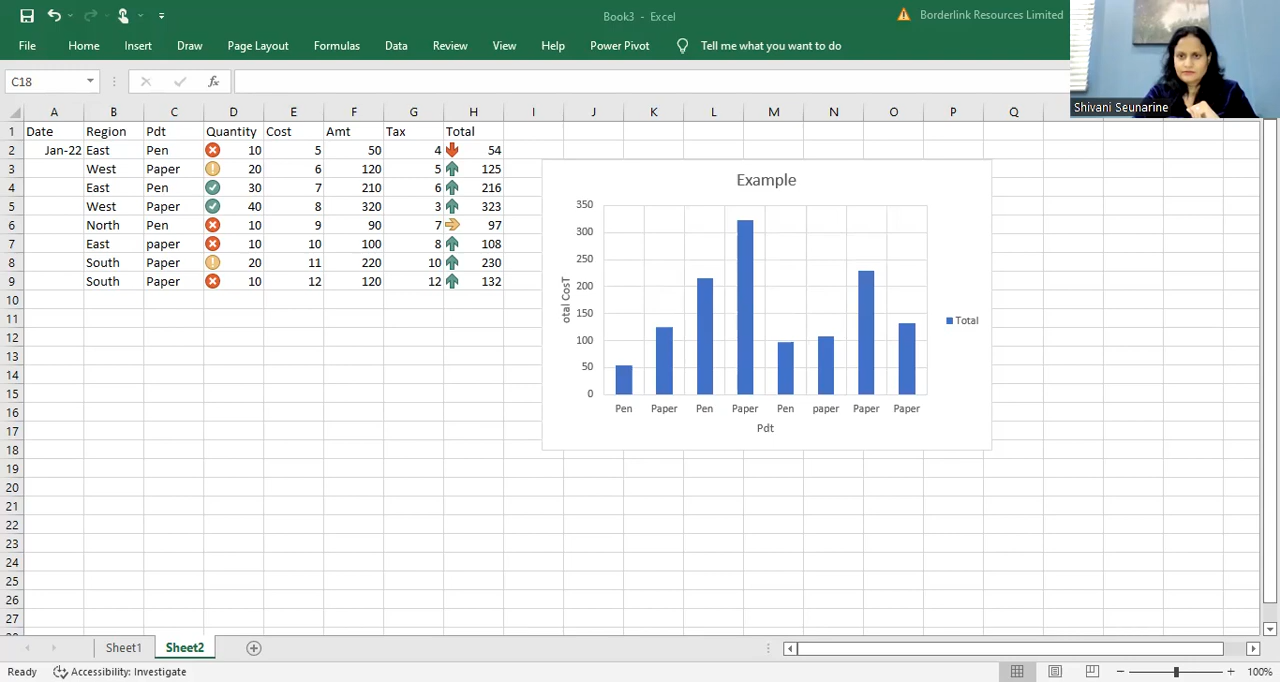 Book3 - Excel
Borderlink Resources Limited
File Home Insert Draw Page Layout Formulas Data Review View Help Power Pivot Tell me what you want to do
Shivani Seunarine
C18 fx
A B C D E F G H I J K L M N O P Q
1 Date Region Pdt Quantity Cost Amt Tax Total
2 Jan-22 East Pen 10 5 50 4 54
3 West Paper 20 6 120 5 125
4 East Pen 30 7 210 6 216
5 West Paper 40 8 320 3 323
6 North Pen 10 9 90 7 97
7 East paper 10 10 100 8 108
8 South Paper 20 11 220 10 230
9 South Paper 10 12 120 12 132
10
11
12
13
14
15
16
17
18
19
20
21
22
23
24
25
26
27
Example
350
300
250
200
150
100
50
0
otal CosT
Total
Pen Paper Pen Paper Pen paper Paper Paper
Pdt
Sheet1 Sheet2
Ready Accessibility: Investigate 100%